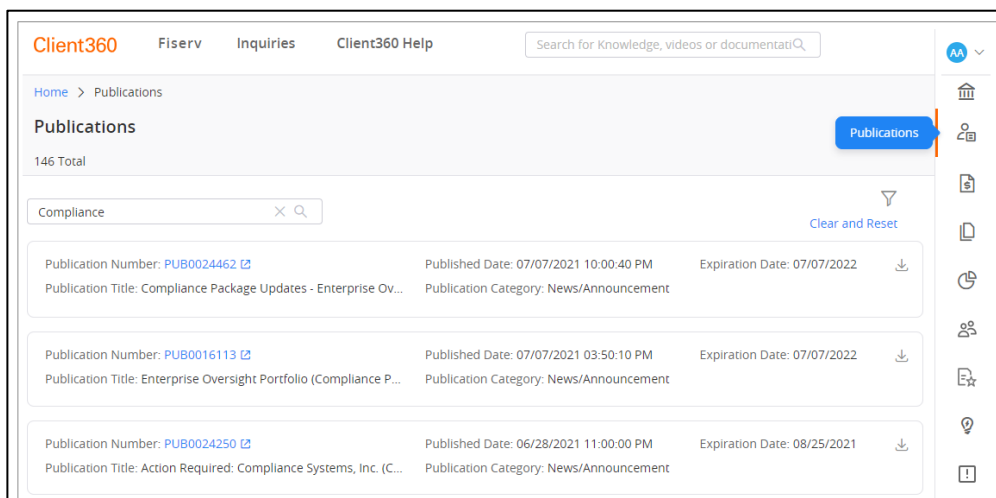 Client360 Fiserv Inquiries Client360 Help Search for Knowledge, videos or documentati
AA
Home > Publications
Publications
Publications
146 Total
Compliance
Clear and Reset
Publication Number: PUB0024462 Published Date: 07/07/2021 10:00:40 PM Expiration Date: 07/07/2022
Publication Title: Compliance Package Updates - Enterprise Ov... Publication Category: News/Announcement
Publication Number: PUB0016113 Published Date: 07/07/2021 03:50:10 PM Expiration Date: 07/07/2022
Publication Title: Enterprise Oversight Portfolio (Compliance P... Publication Category: News/Announcement
Publication Number: PUB0024250 Published Date: 06/28/2021 11:00:00 PM Expiration Date: 08/25/2021
Publication Title: Action Required: Compliance Systems, Inc. (C... Publication Category: News/Announcement